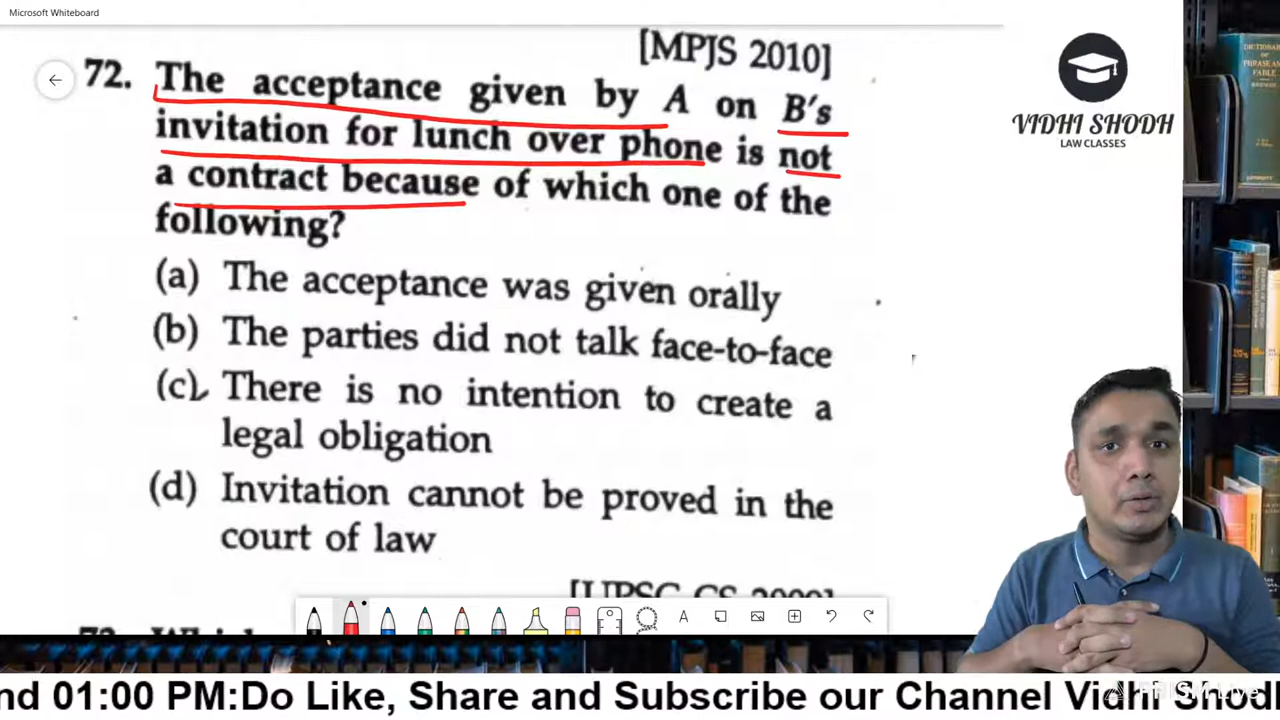 Microsoft Whiteboard
[MPJS 2010]
72. The acceptance given by A on B's
invitation for lunch over phone is not
a contract because of which one of the
following?
(a) The acceptance was given orally
(b) The parties did not talk face-to-face
(c) There is no intention to create a
legal obligation
(d) Invitation cannot be proved in the
court of law
[UPSC CS 2009]
VIDHI SHODH
LAW CLASSES
nd 01:00 PM:Do Like, Share and Subscribe our Channel Vidhi Shodh